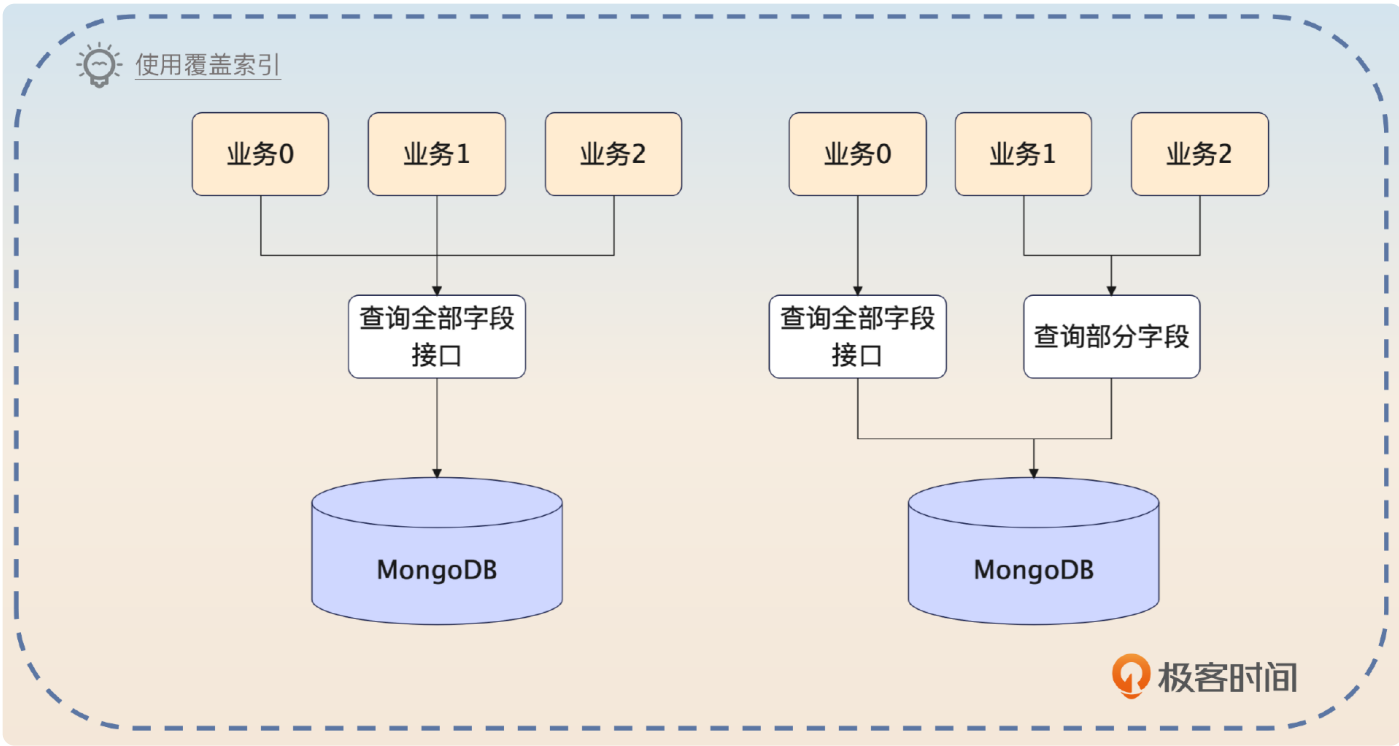 使用覆盖索引
业务0
业务1
业务2
业务0
业务1
业务2
查询全部字段
接口
查询全部字段
接口
查询部分字段
MongoDB
MongoDB
极客时间